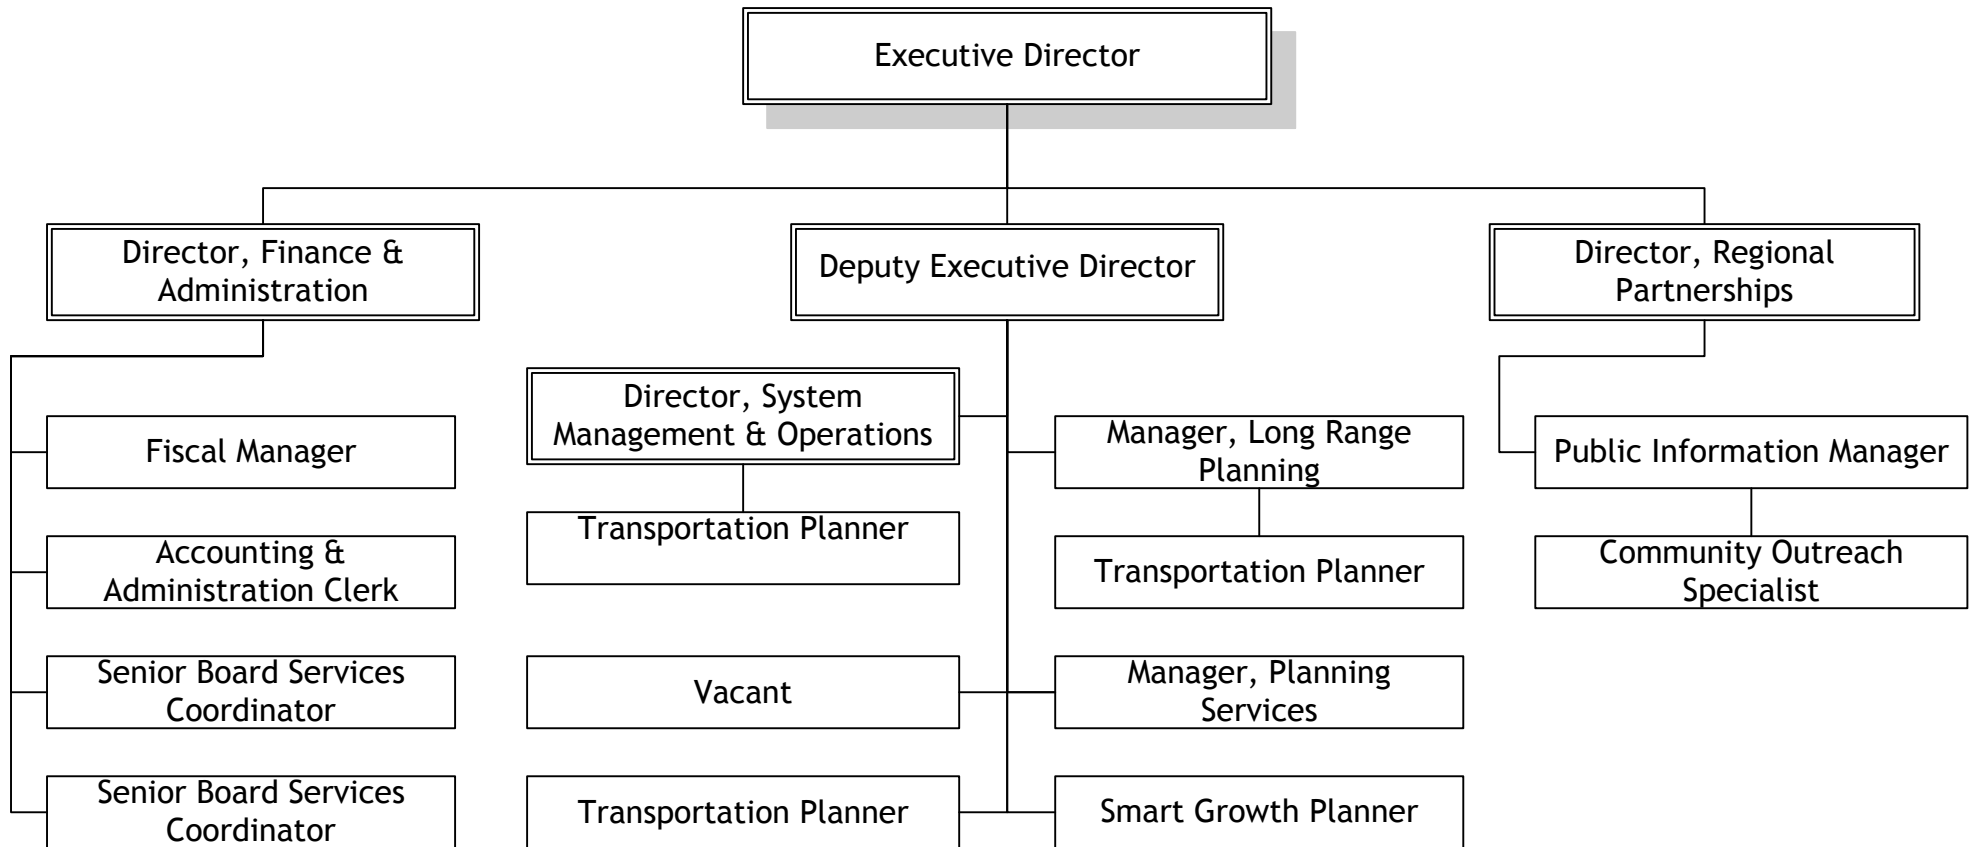 Executive Director
Director, Finance &
Administration
Deputy Executive Director
Director, Regional
Partnerships
Director, System
Management & Operations
Fiscal Manager
Manager, Long Range
Planning
Public Information Manager
Transportation Planner
Accounting &
Administration Clerk
Transportation Planner
Community Outreach
Specialist
Senior Board Services
Coordinator
Vacant
Manager, Planning
Services
Senior Board Services
Coordinator
Transportation Planner
Smart Growth Planner